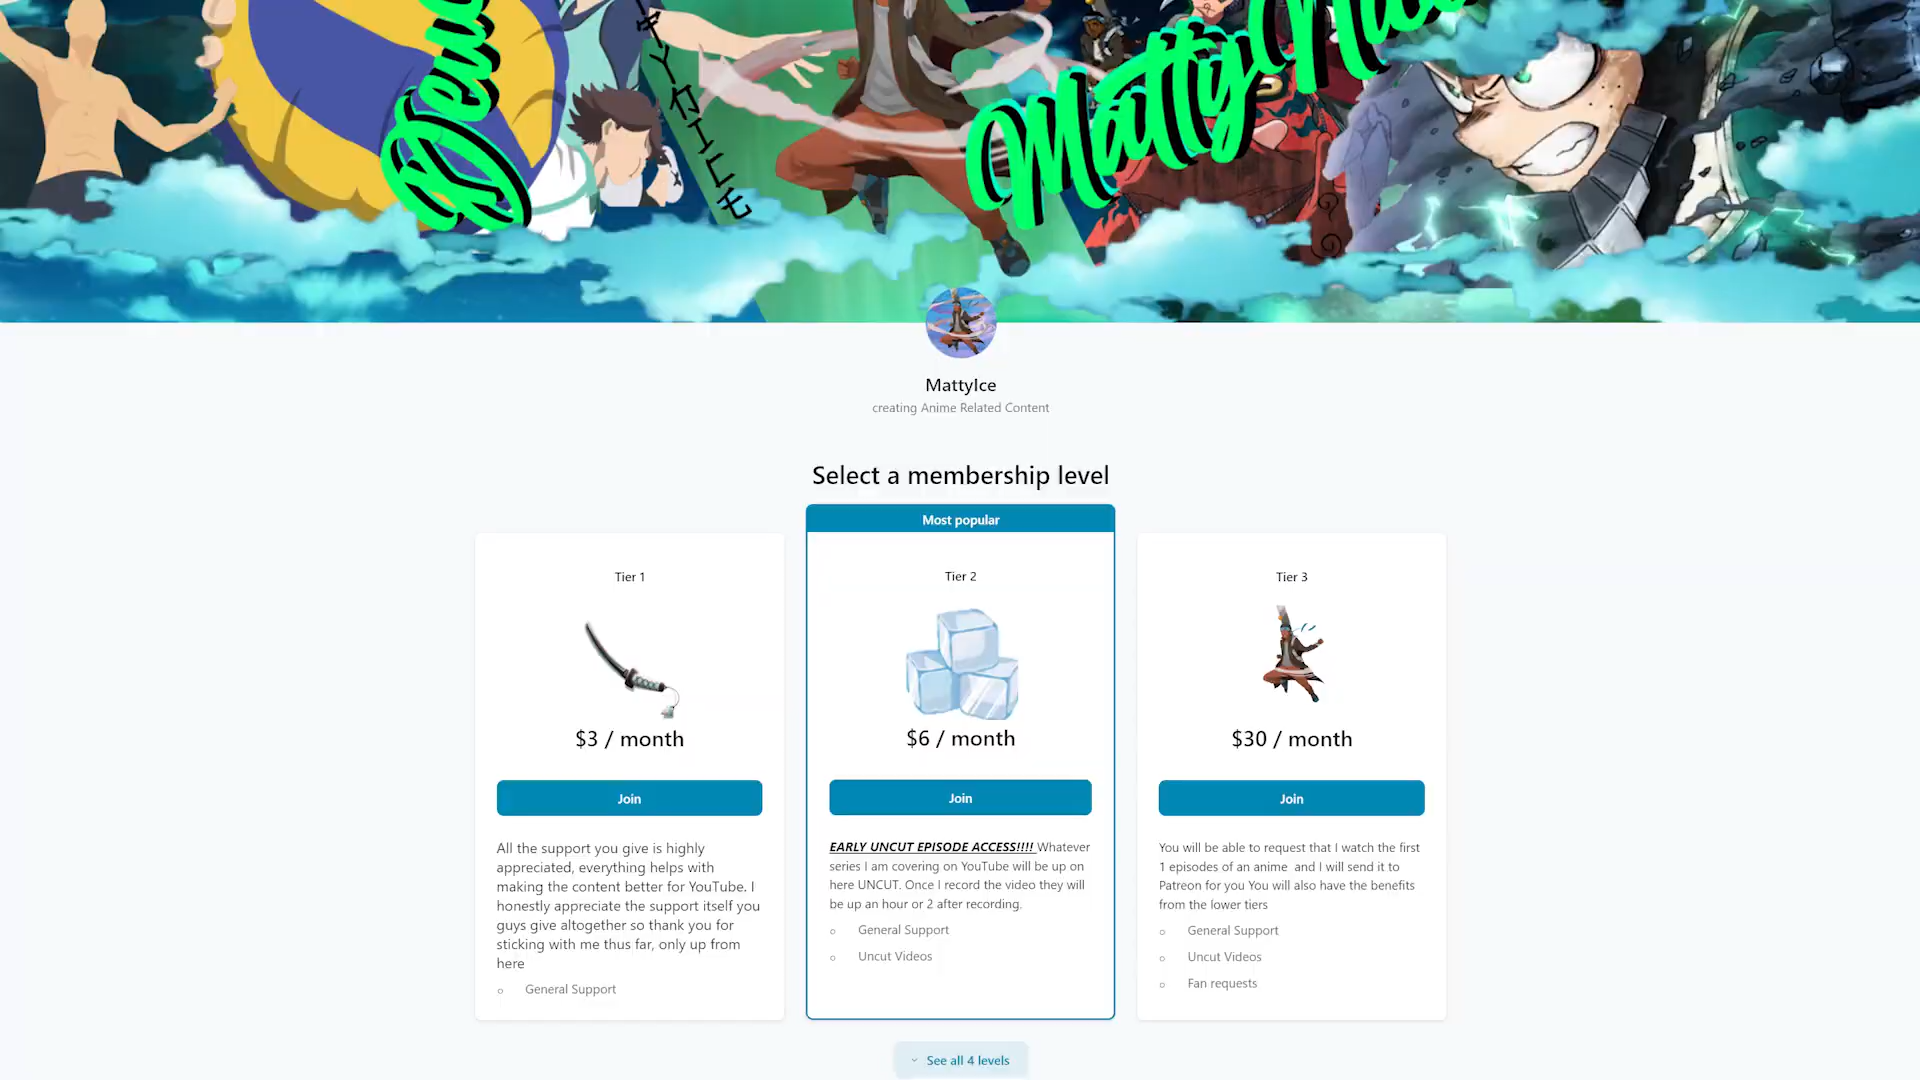 MattyIce
creating Anime Related Content
Select a membership level
Most popular
Tier 1
$3 / month
Join
All the support you give is highly
appreciated, everything helps with
making the content better for YouTube. I
honestly appreciate the support itself you
guys give altogether so thank you for
sticking with me thus far, only up from
here
General Support
Tier 2
$6 / month
Join
EARLY UNCUT EPISODE ACCESS!!!! Whatever
series I am covering on YouTube will be up on
here UNCUT. Once I record the video they will
be up an hour or 2 after recording.
General Support
Uncut Videos
Tier 3
$30 / month
Join
You will be able to request that I watch the first
1 episodes of an anime  and I will send it to
Patreon for you You will also have the benefits
from the lower tiers
General Support
Uncut Videos
Fan requests
See all 4 levels